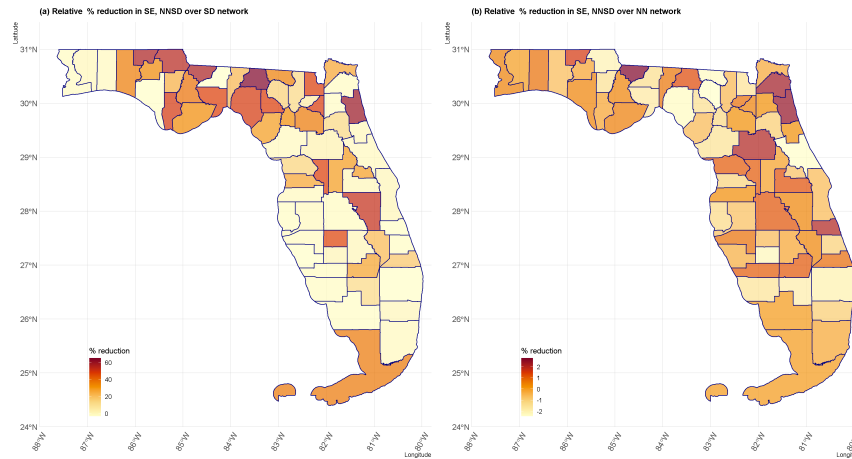 (a) Relative % reduction in SE, NNSD over SD network
Latitude
31°N
30°N
29°N
28°N
27°N
26°N
25°N
24°N
% reduction
60
40
20
0
88°W
87°W
86°W
85°W
84°W
83°W
82°W
81°W
80°W
Longitude
(b) Relative % reduction in SE, NNSD over NN network
Latitude
31°N
30°N
29°N
28°N
27°N
26°N
25°N
24°N
% reduction
2
1
0
-1
-2
88°W
87°W
86°W
85°W
84°W
83°W
82°W
81°W
80°W
Longit